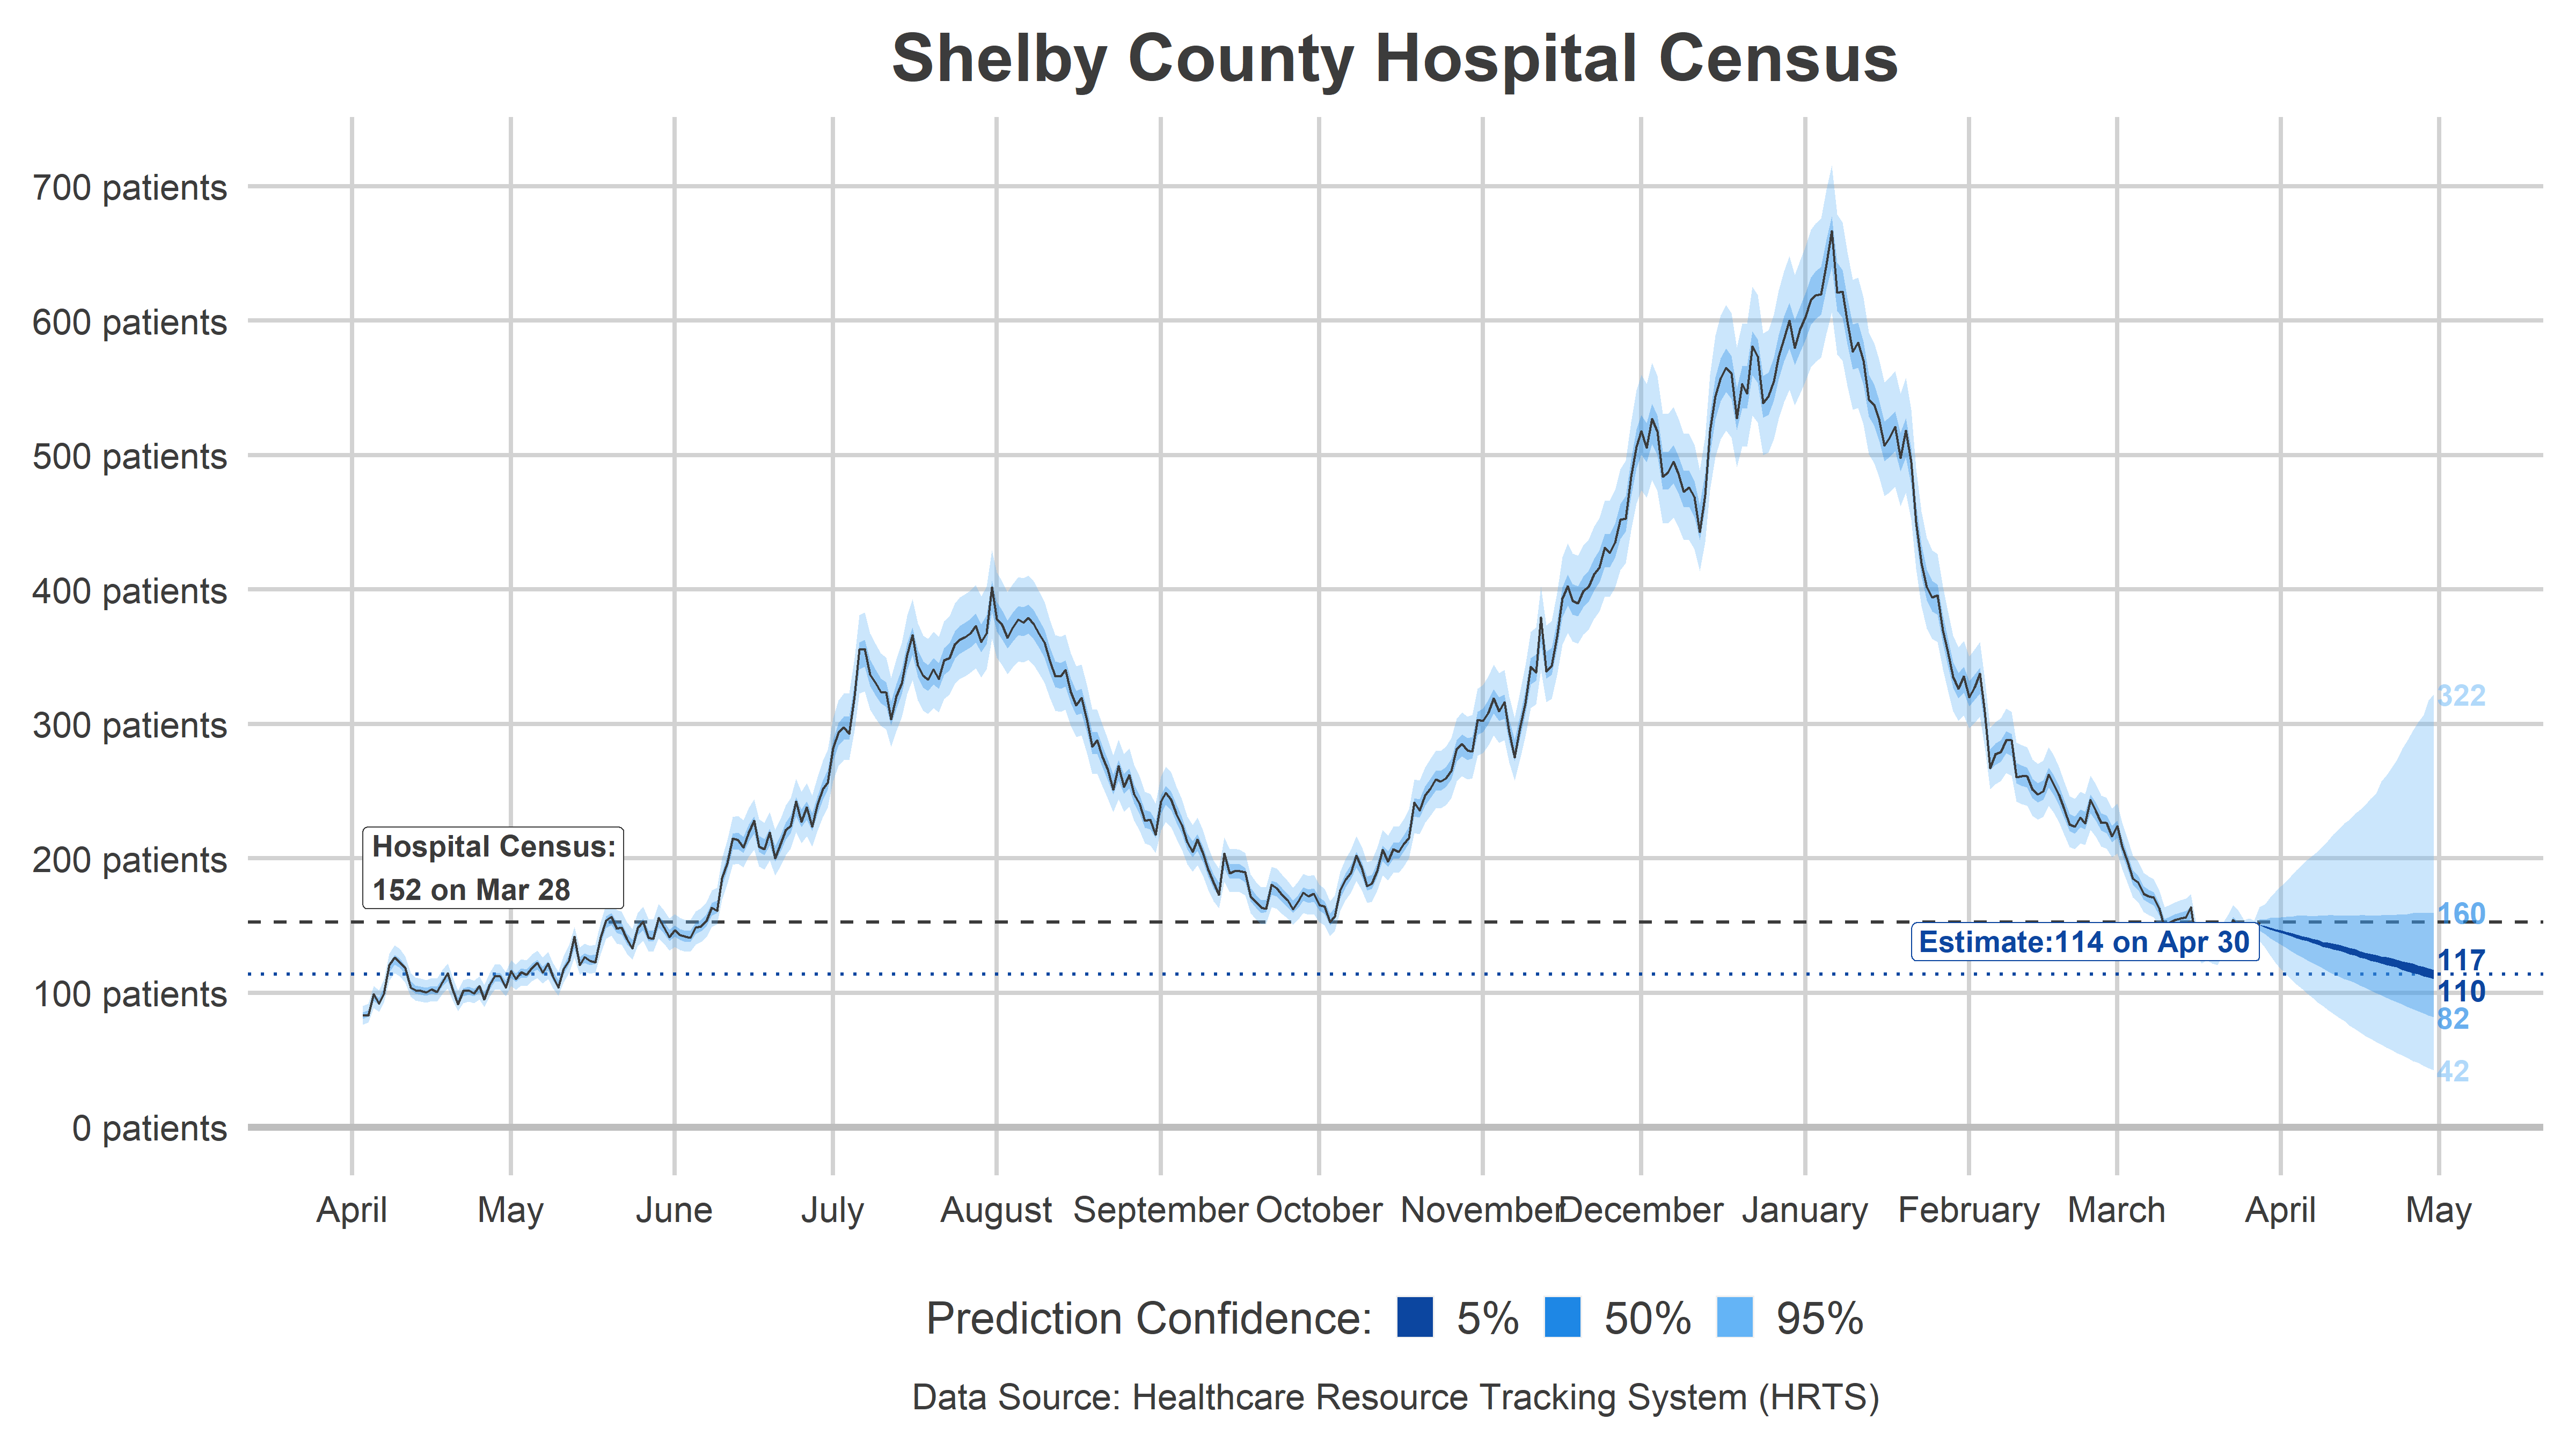 Shelby County Hospital Census
700 patients
600 patients
500 patients
400 patients
300 patients
200 patients
100 patients
0 patients
Hospital Census:
152 on Mar 28
Estimate:114 on Apr 30
322
160
117
110
82
42
April May June July August September October November December January February March April May
Prediction Confidence: 5% 50% 95%
Data Source: Healthcare Resource Tracking System (HRTS)